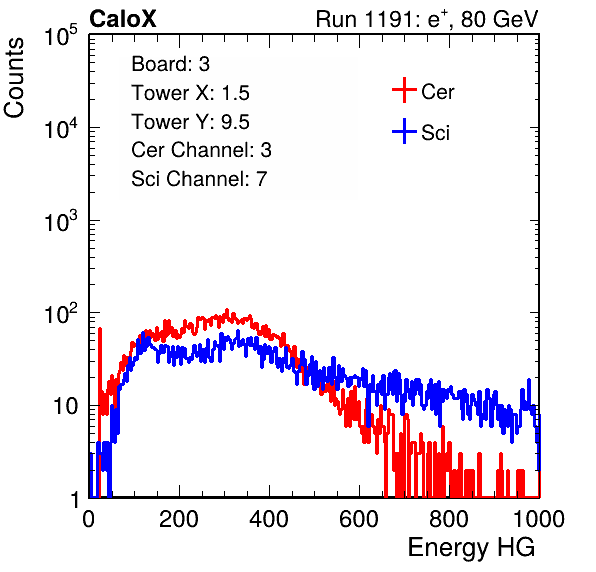 CaloX Run 1191: e⁺, 80 GeV
Counts
Board: 3
Tower X: 1.5
Tower Y: 9.5
Cer Channel: 3
Sci Channel: 7
Cer
Sci
10⁵
10⁴
10³
10²
10
1
0 200 400 600 800 1000
Energy HG